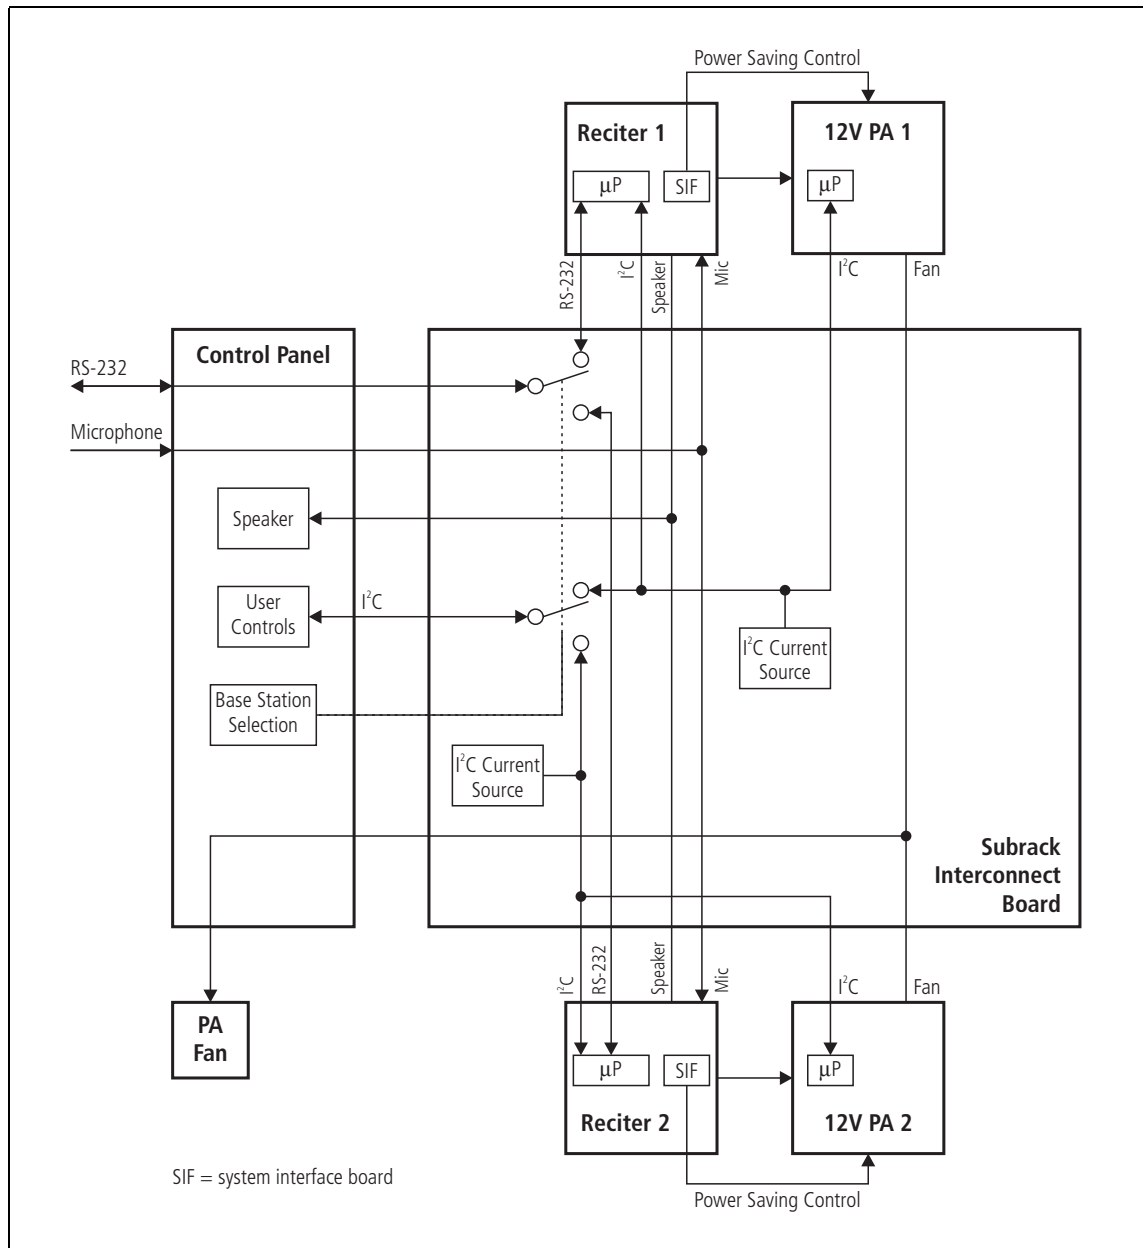 Power Saving Control
Reciter 1
12V PA 1
μP
SIF
μP
RS-232
I²C
Speaker
Mic
I²C
Fan
Control Panel
RS-232
Microphone
Speaker
User
Controls
I²C
I²C Current
Source
Base Station
Selection
I²C Current
Source
Subrack
Interconnect
Board
I²C
RS-232
Speaker
Mic
I²C
Fan
PA
Fan
μP
SIF
μP
Reciter 2
12V PA 2
SIF = system interface board
Power Saving Control